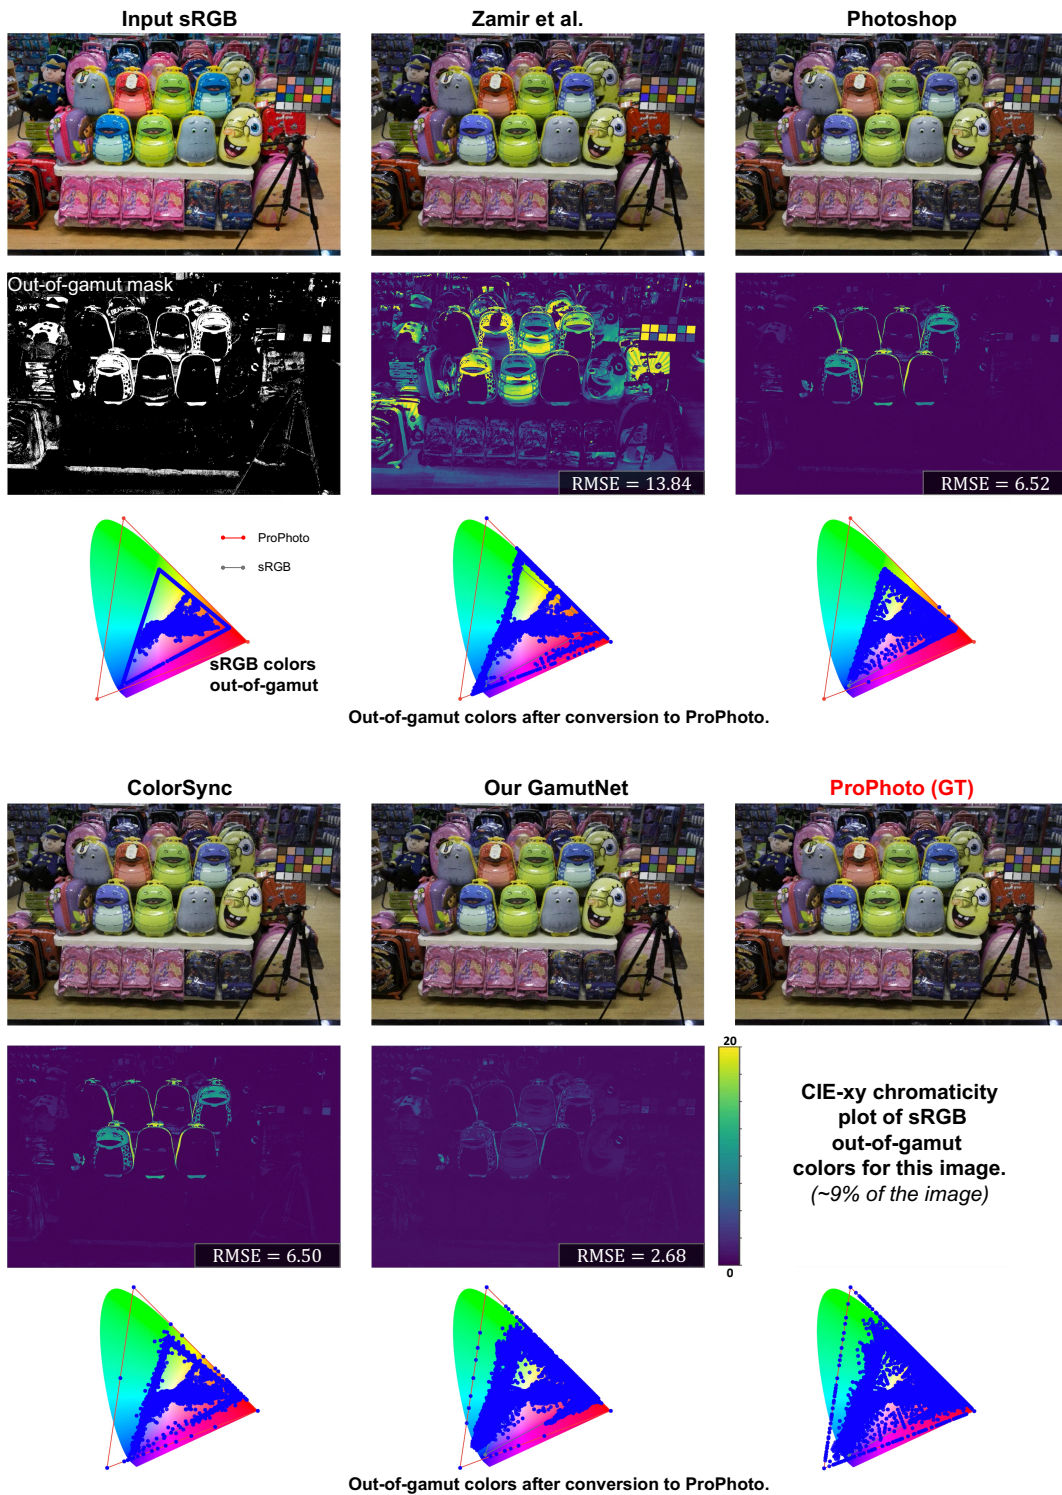 Input sRGB
Zamir et al.
Photoshop
Out-of-gamut mask
RMSE = 13.84
RMSE = 6.52
ProPhoto
sRGB
sRGB colors
out-of-gamut
Out-of-gamut colors after conversion to ProPhoto.
ColorSync
Our GamutNet
ProPhoto (GT)
RMSE = 6.50
RMSE = 2.68
20
0
CIE-xy chromaticity
plot of sRGB
out-of-gamut
colors for this image.
(~9% of the image)
Out-of-gamut colors after conversion to ProPhoto.